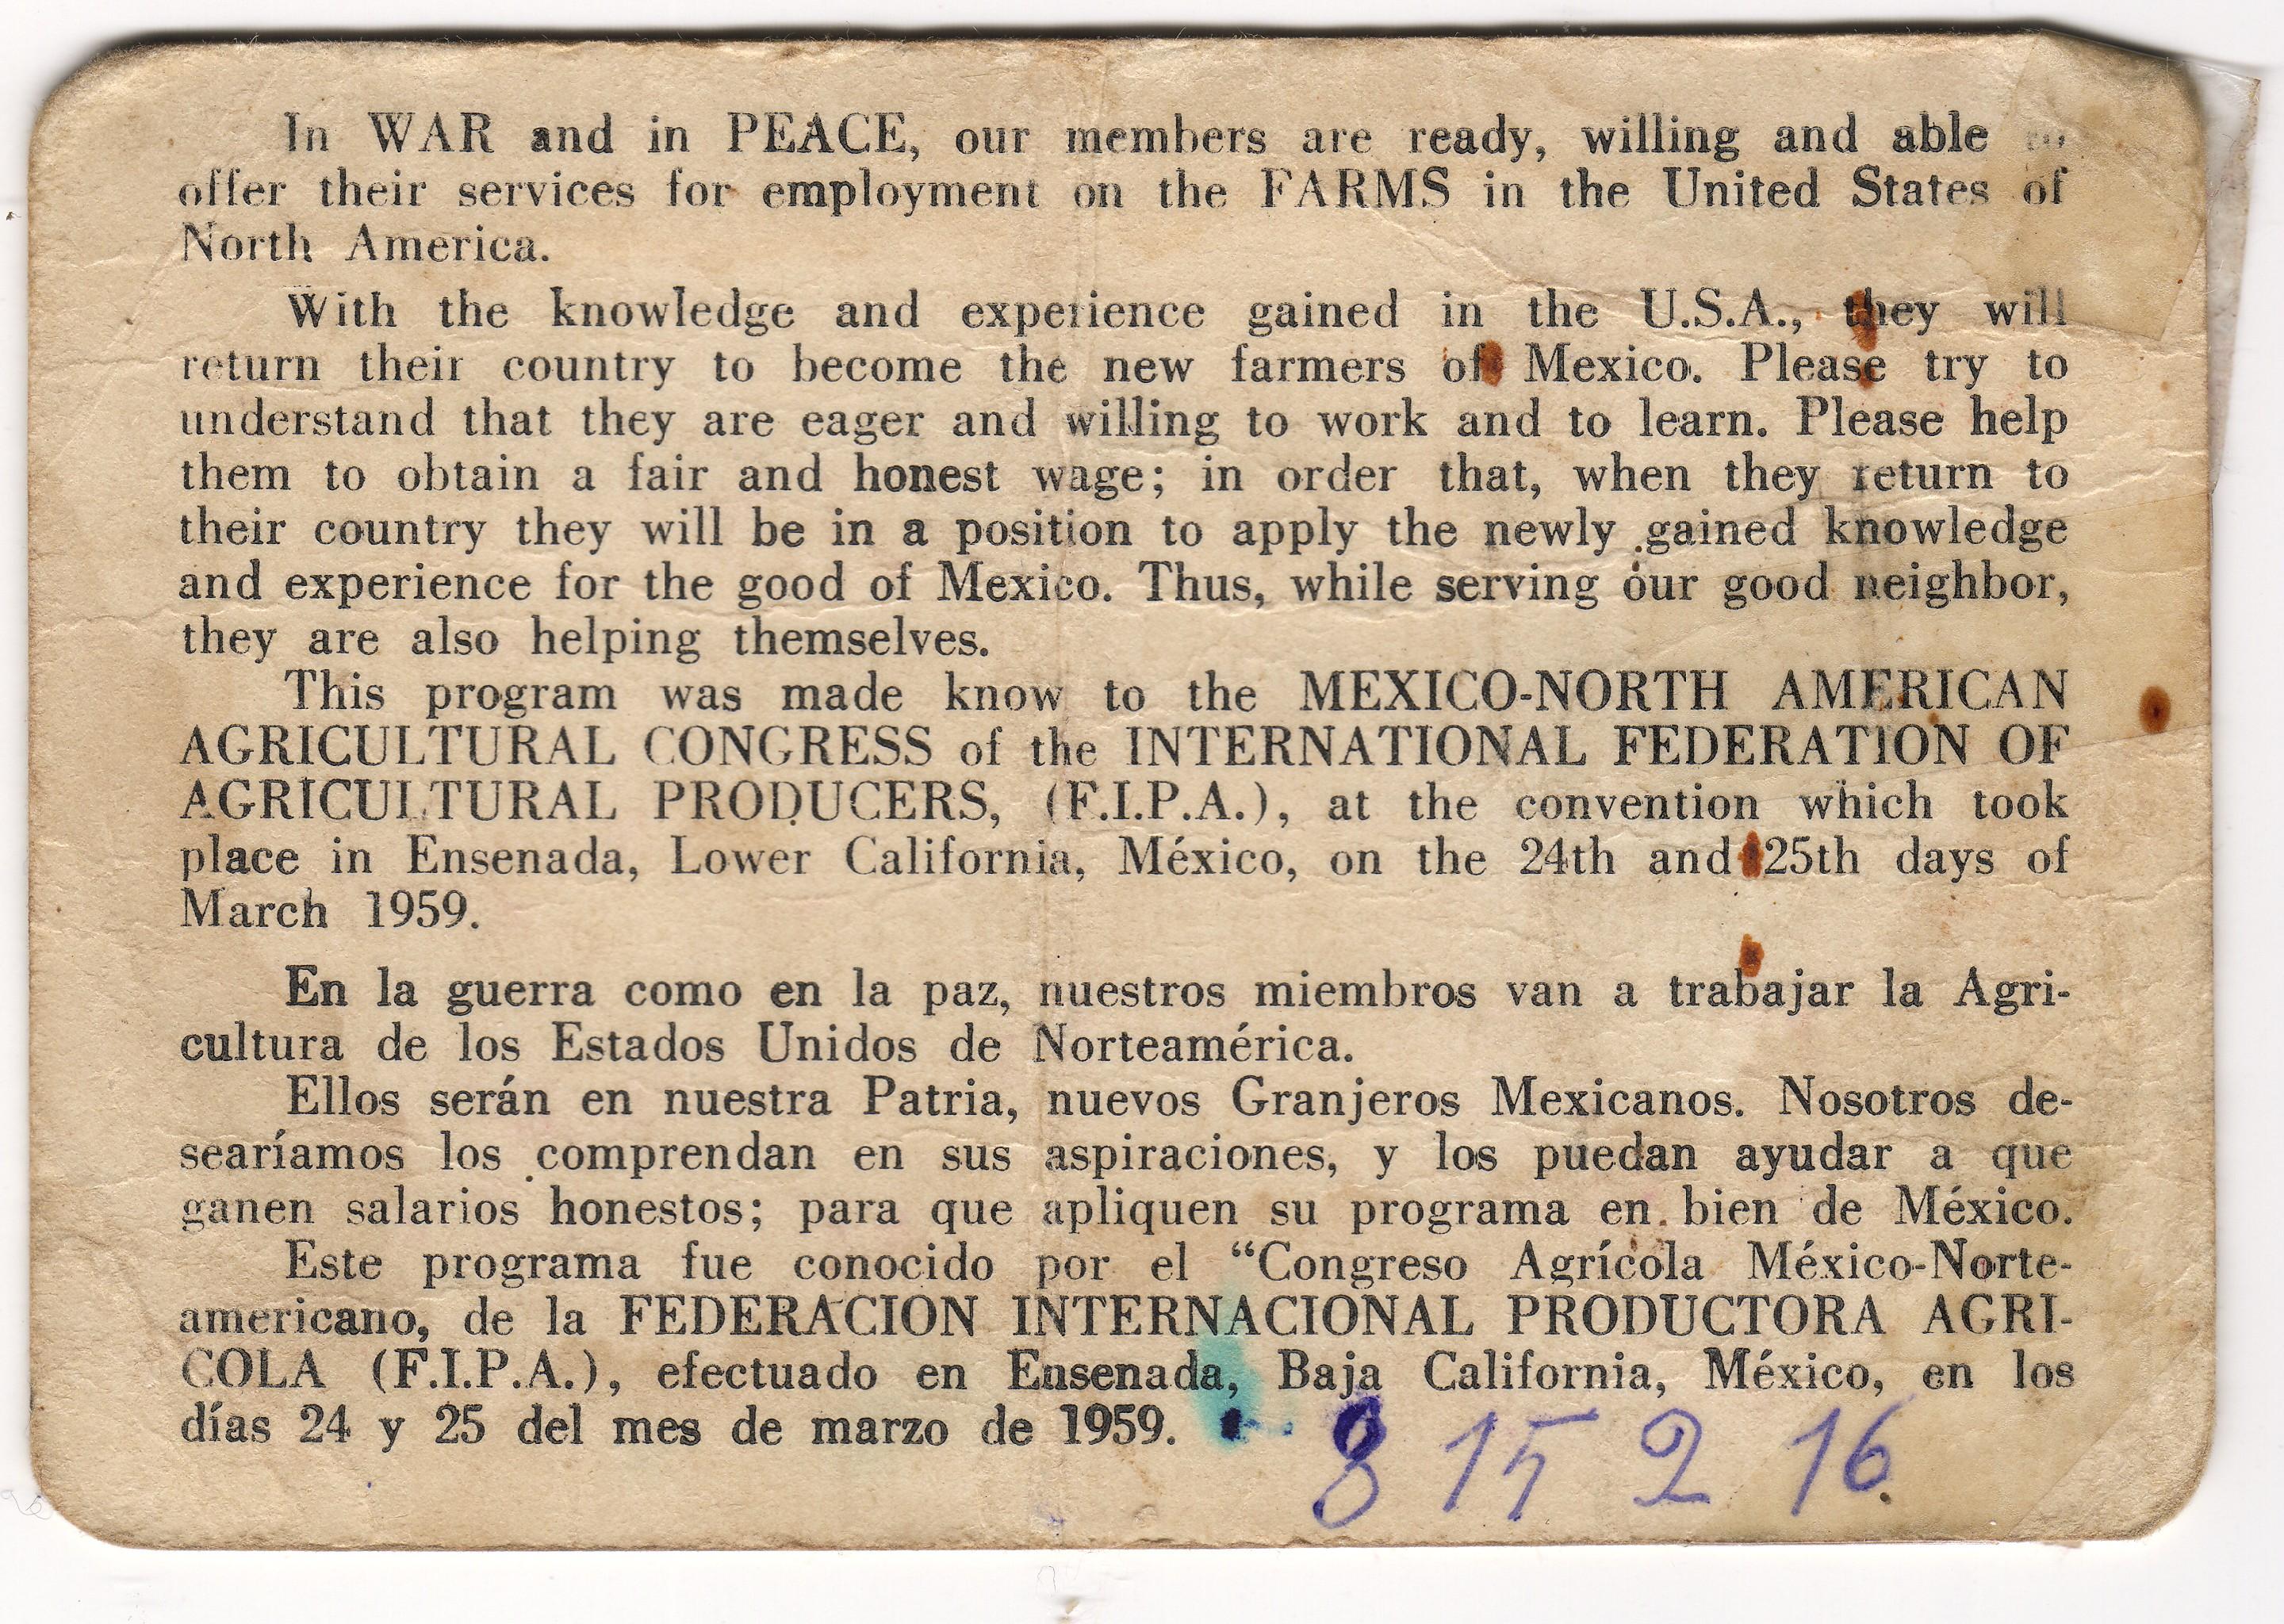 In WAR and in PEACE, our members are ready, willing and able to
offer their services for employment on the FARMS in the United States of
North America.
With the knowledge and experience gained in the U.S.A., they will
return their country to become the new farmers of Mexico. Please try to
understand that they are eager and willing to work and to learn. Please help
them to obtain a fair and honest wage; in order that, when they return to
their country they will be in a position to apply the newly gained knowledge
and experience for the good of Mexico. Thus, while serving our good neighbor,
they are also helping themselves.
This program was made know to the MEXICO-NORTH AMERICAN
AGRICULTURAL CONGRESS of the INTERNATIONAL FEDERATION OF
AGRICULTURAL PRODUCERS, (F.I.P.A.), at the convention which took
place in Ensenada, Lower California, México, on the 24th and 25th days of
March 1959.
En la guerra como en la paz, nuestros miembros van a trabajar la Agri-
cultura de los Estados Unidos de Norteamérica.
Ellos serán en nuestra Patria, nuevos Granjeros Mexicanos. Nosotros de-
searíamos los comprendan en sus aspiraciones, y los puedan ayudar a que
ganen salarios honestos; para que apliquen su programa en bien de México.
Este programa fue conocido por el “Congreso Agrícola México-Norte-
americano, de la FEDERACION INTERNACIONAL PRODUCTORA AGRI-
COLA (F.I.P.A.), efectuado en Ensenada, Baja California, México, en los
días 24 y 25 del mes de marzo de 1959.
8 15 2 16